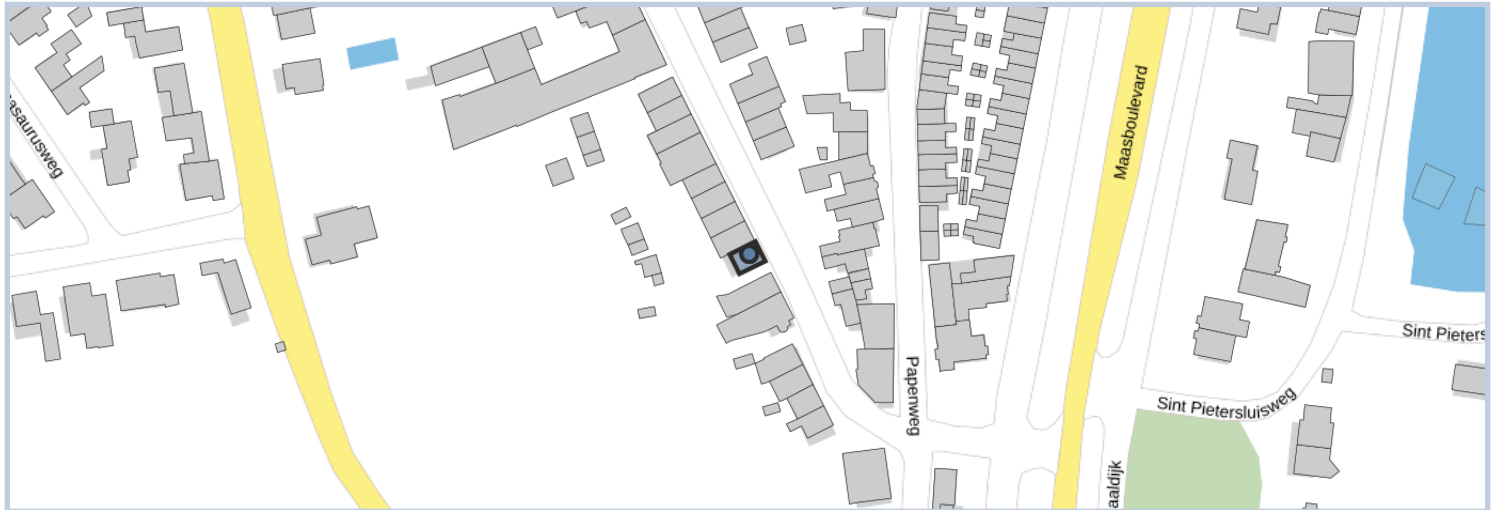 asaurusweg
Maasboulevard
Sint Pieters
Papenweg
Sint Pietersluisweg
aaldijk